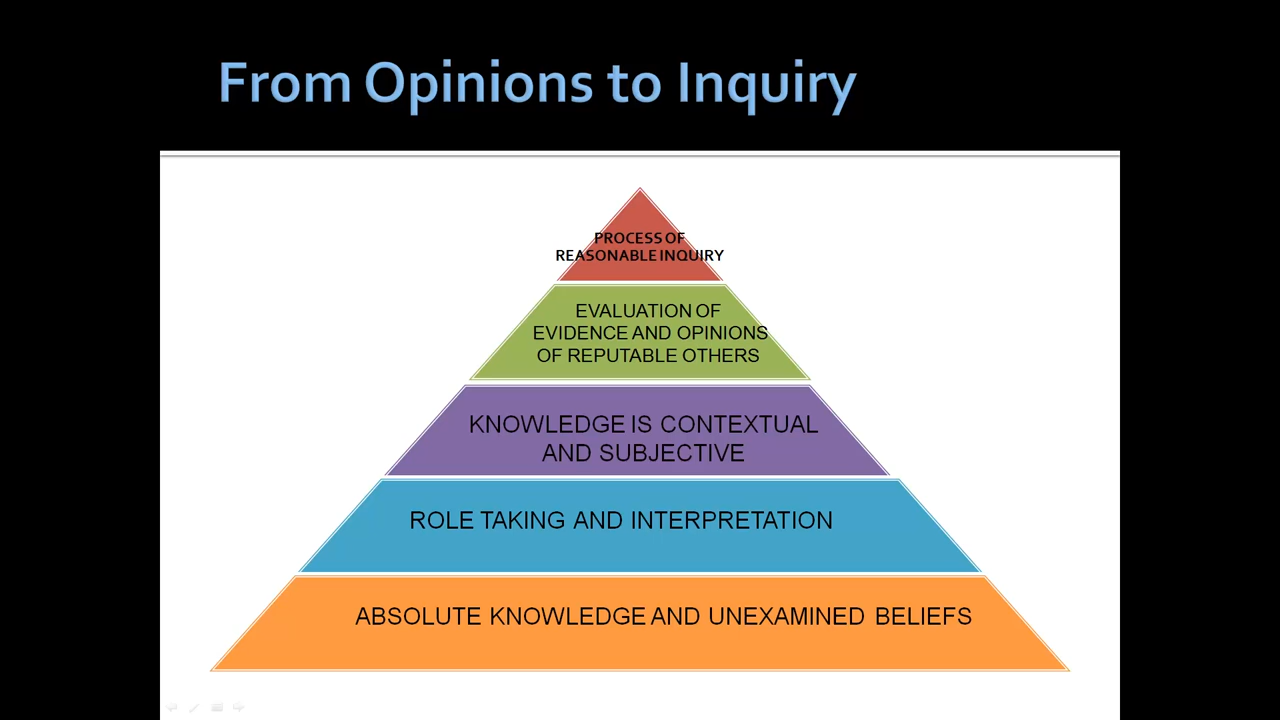 From Opinions to Inquiry
PROCESS OF
REASONABLE INQUIRY
EVALUATION OF
EVIDENCE AND OPINIONS
OF REPUTABLE OTHERS
KNOWLEDGE IS CONTEXTUAL
AND SUBJECTIVE
ROLE TAKING AND INTERPRETATION
ABSOLUTE KNOWLEDGE AND UNEXAMINED BELIEFS